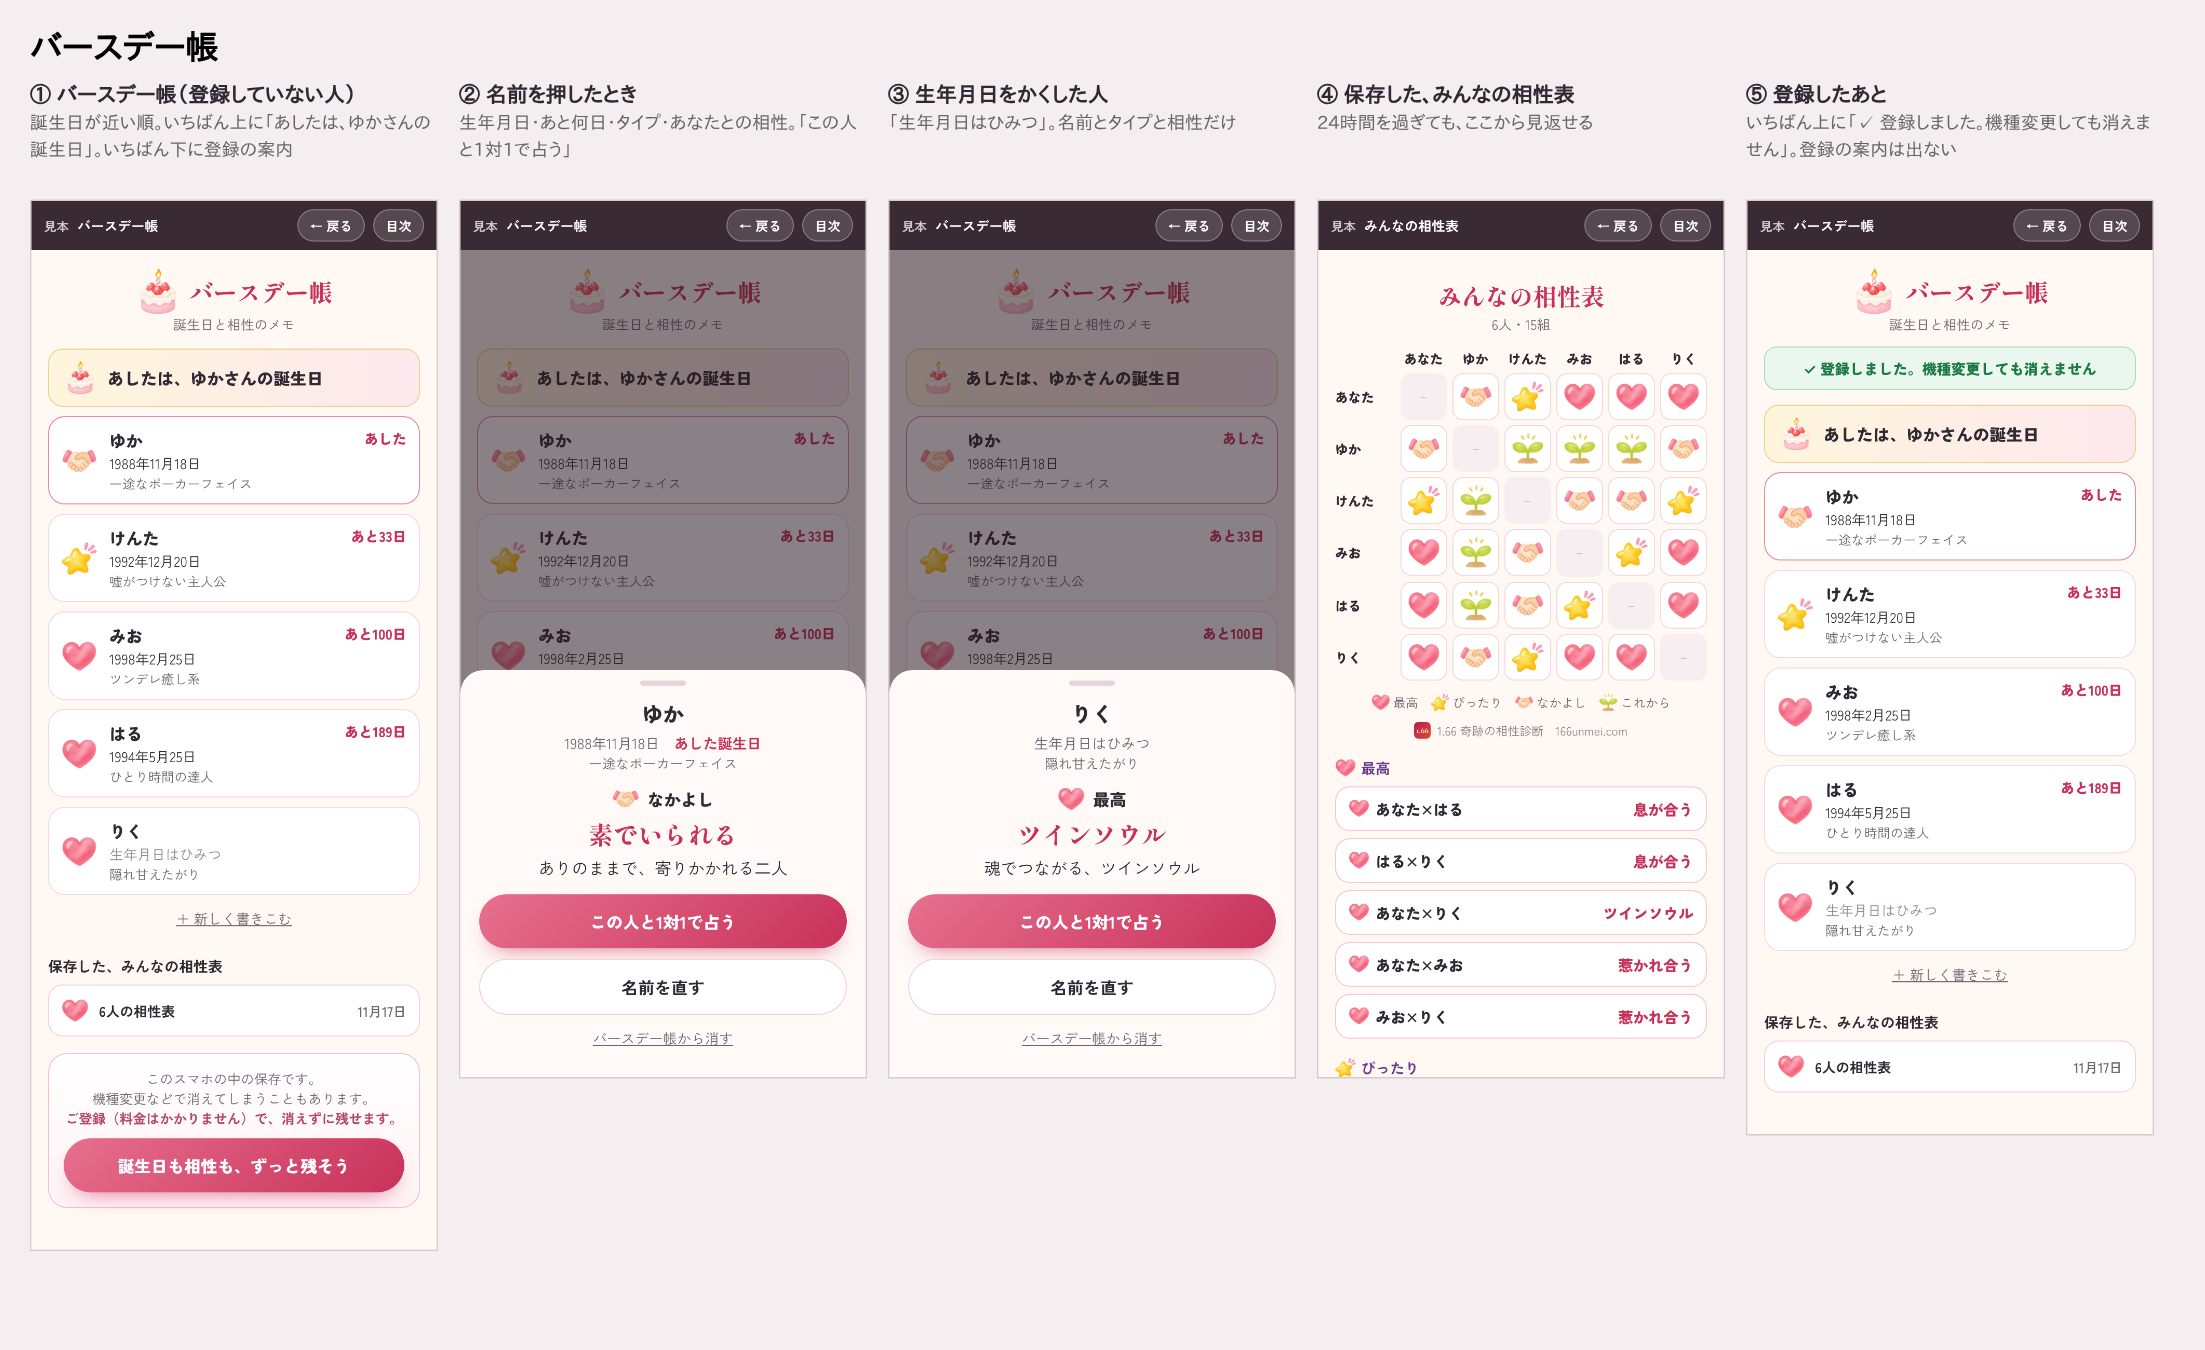 バースデー帳
① バースデー帳（登録していない人）
誕生日が近い順。いちばん上に「あしたは、ゆかさんの
誕生日」。いちばん下に登録の案内
見本 バースデー帳 ← 戻る 目次
バースデー帳
誕生日と相性のメモ
あしたは、ゆかさんの誕生日
ゆか あした
1988年11月18日
一途なポーカーフェイス
けんた あと33日
1992年12月20日
嘘がつけない主人公
みお あと100日
1998年2月25日
ツンデレ癒し系
はる あと189日
1994年5月25日
ひとり時間の達人
りく
生年月日はひみつ
隠れ甘えたがり
＋ 新しく書きこむ
保存した、みんなの相性表
6人の相性表 11月17日
このスマホの中の保存です。
機種変更などで消えてしまうこともあります。
ご登録（料金はかかりません）で、消えずに残せます。
誕生日も相性も、ずっと残そう
② 名前を押したとき
生年月日・あと何日・タイプ・あなたとの相性。「この人
と1対1で占う」
見本 バースデー帳 ← 戻る 目次
バースデー帳
誕生日と相性のメモ
あしたは、ゆかさんの誕生日
ゆか あした
1988年11月18日
一途なポーカーフェイス
けんた あと33日
1992年12月20日
嘘がつけない主人公
みお あと100日
1998年2月25日
ゆか
1988年11月18日 あした誕生日
一途なポーカーフェイス
なかよし
素でいられる
ありのままで、寄りかかれる二人
この人と1対1で占う
名前を直す
バースデー帳から消す
③ 生年月日をかくした人
「生年月日はひみつ」。名前とタイプと相性だけ
見本 バースデー帳 ← 戻る 目次
バースデー帳
誕生日と相性のメモ
あしたは、ゆかさんの誕生日
ゆか あした
1988年11月18日
一途なポーカーフェイス
けんた あと33日
1992年12月20日
嘘がつけない主人公
みお あと100日
1998年2月25日
りく
生年月日はひみつ
隠れ甘えたがり
最高
ツインソウル
魂でつながる、ツインソウル
この人と1対1で占う
名前を直す
バースデー帳から消す
④ 保存した、みんなの相性表
24時間を過ぎても、ここから見返せる
見本 みんなの相性表 ← 戻る 目次
みんなの相性表
6人・15組
あなた ゆか けんた みお はる りく
あなた –
ゆか –
けんた –
みお –
はる –
りく –
最高 ぴったり なかよし これから
1.66 1.66 奇跡の相性診断 166unmei.com
最高
あなた×はる 息が合う
はる×りく 息が合う
あなた×りく ツインソウル
あなた×みお 惹かれ合う
みお×りく 惹かれ合う
ぴったり
⑤ 登録したあと
いちばん上に「✓ 登録しました。機種変更しても消えま
せん」。登録の案内は出ない
見本 バースデー帳 ← 戻る 目次
バースデー帳
誕生日と相性のメモ
✓ 登録しました。機種変更しても消えません
あしたは、ゆかさんの誕生日
ゆか あした
1988年11月18日
一途なポーカーフェイス
けんた あと33日
1992年12月20日
嘘がつけない主人公
みお あと100日
1998年2月25日
ツンデレ癒し系
はる あと189日
1994年5月25日
ひとり時間の達人
りく
生年月日はひみつ
隠れ甘えたがり
＋ 新しく書きこむ
保存した、みんなの相性表
6人の相性表 11月17日